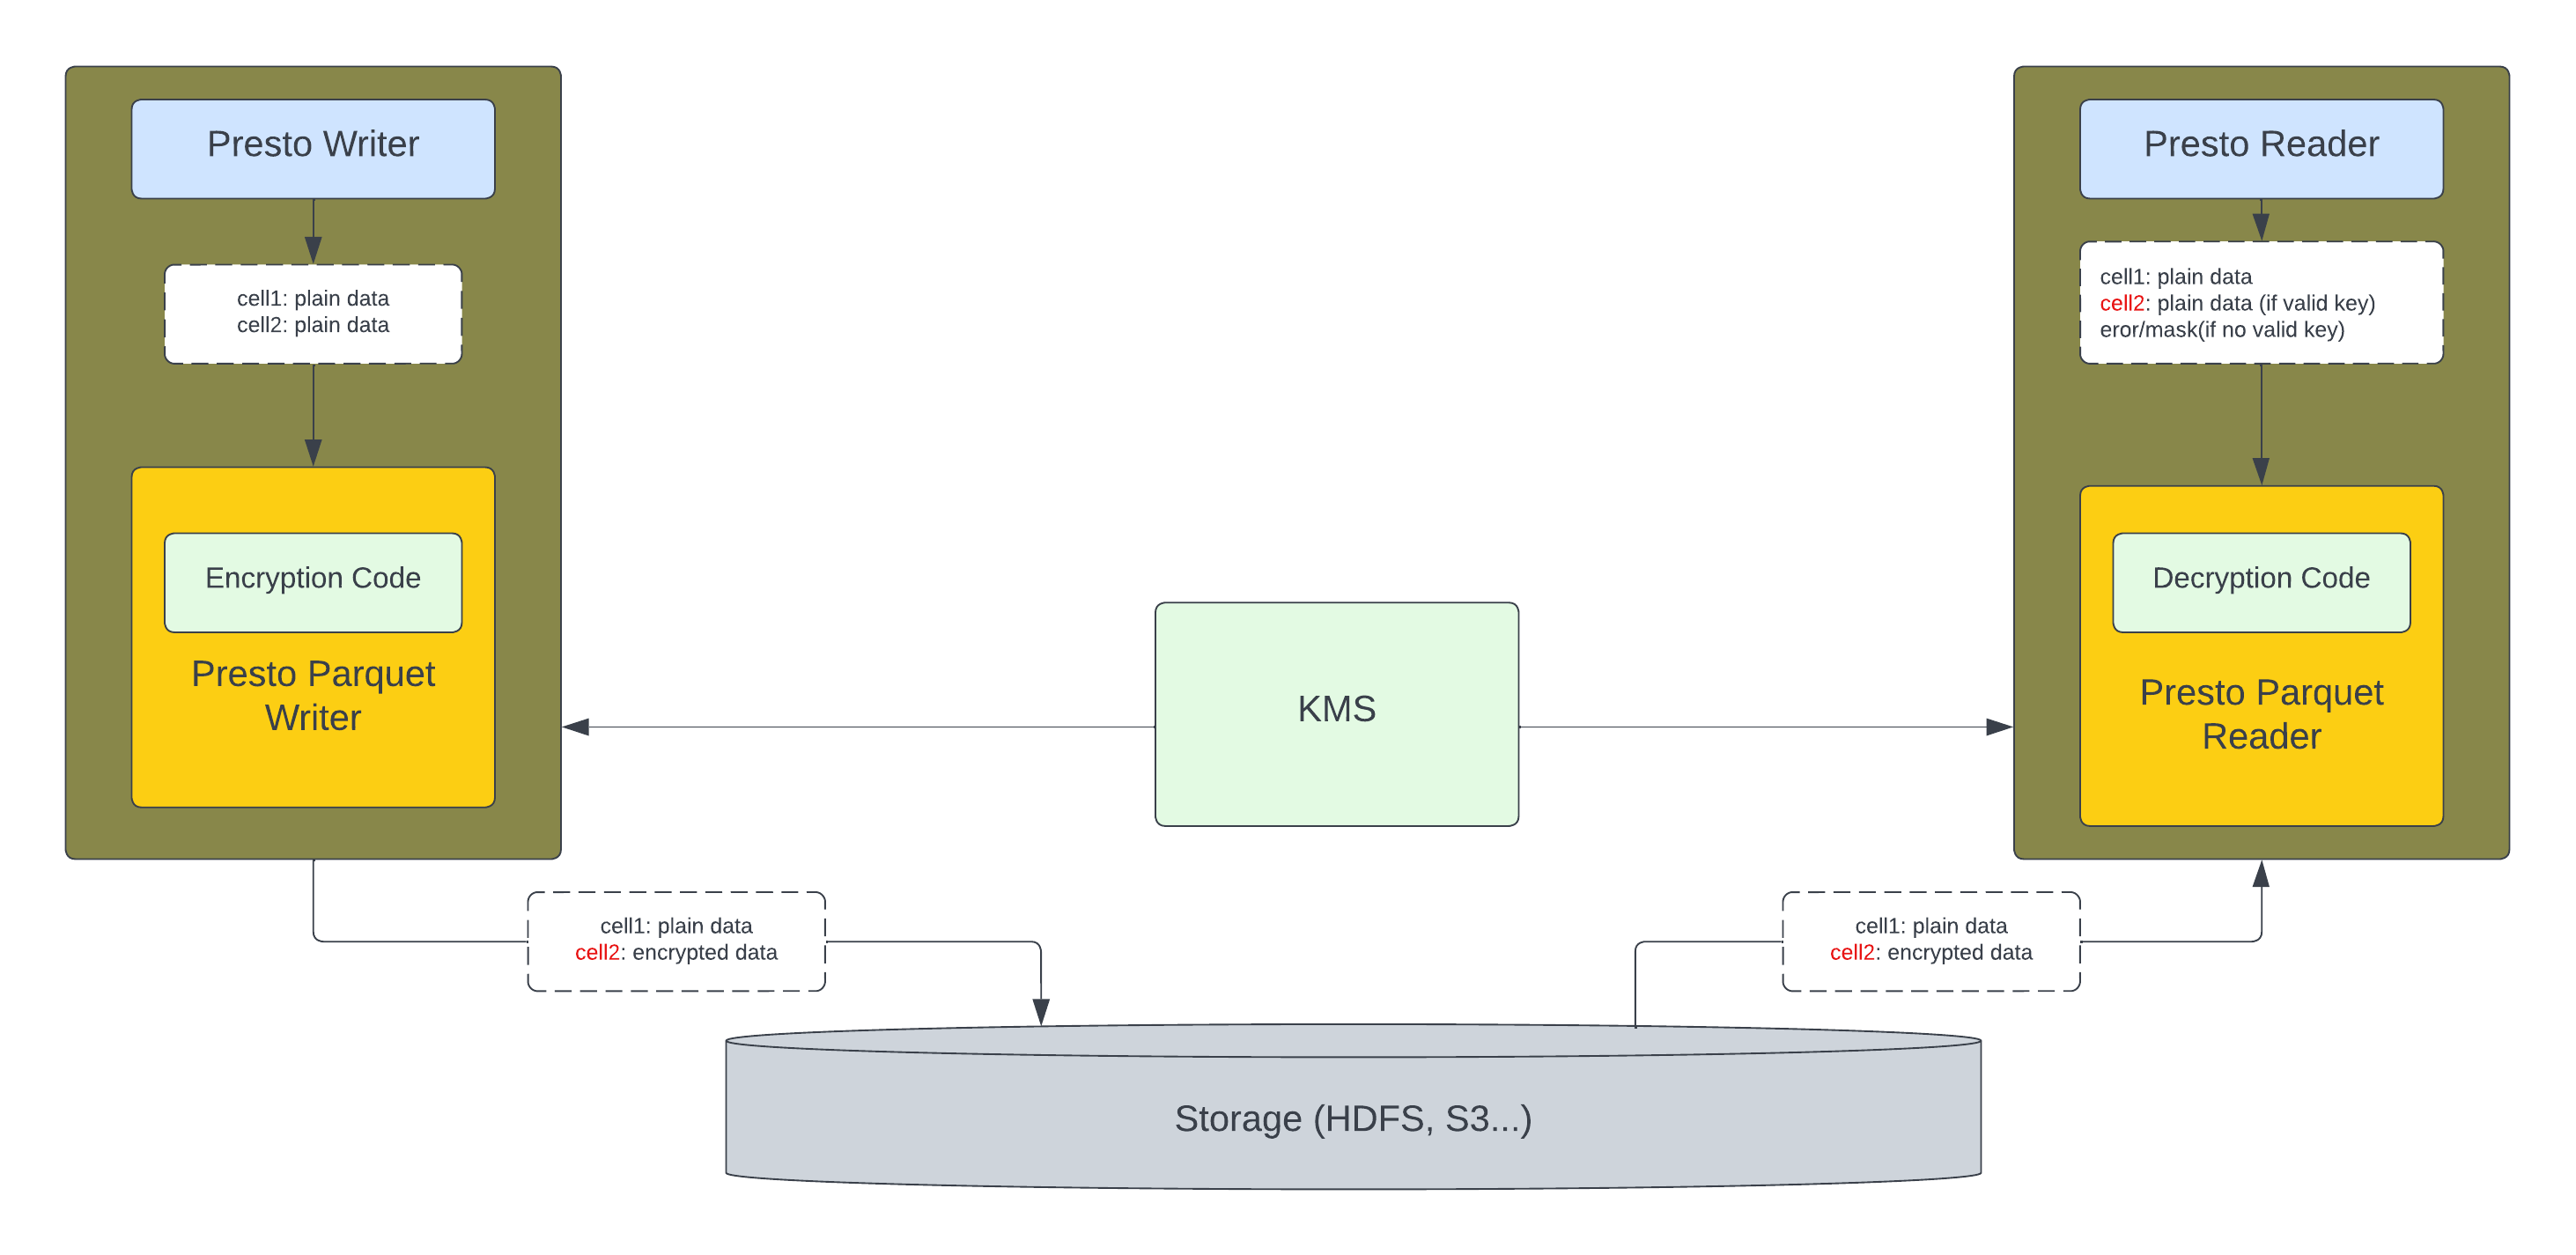 Presto Writer
cell1: plain data
cell2: plain data
Encryption Code
Presto Parquet
Writer
KMS
Presto Reader
cell1: plain data
cell2: plain data (if valid key)
eror/mask(if no valid key)
Decryption Code
Presto Parquet
Reader
cell1: plain data
cell2: encrypted data
cell1: plain data
cell2: encrypted data
Storage (HDFS, S3...)